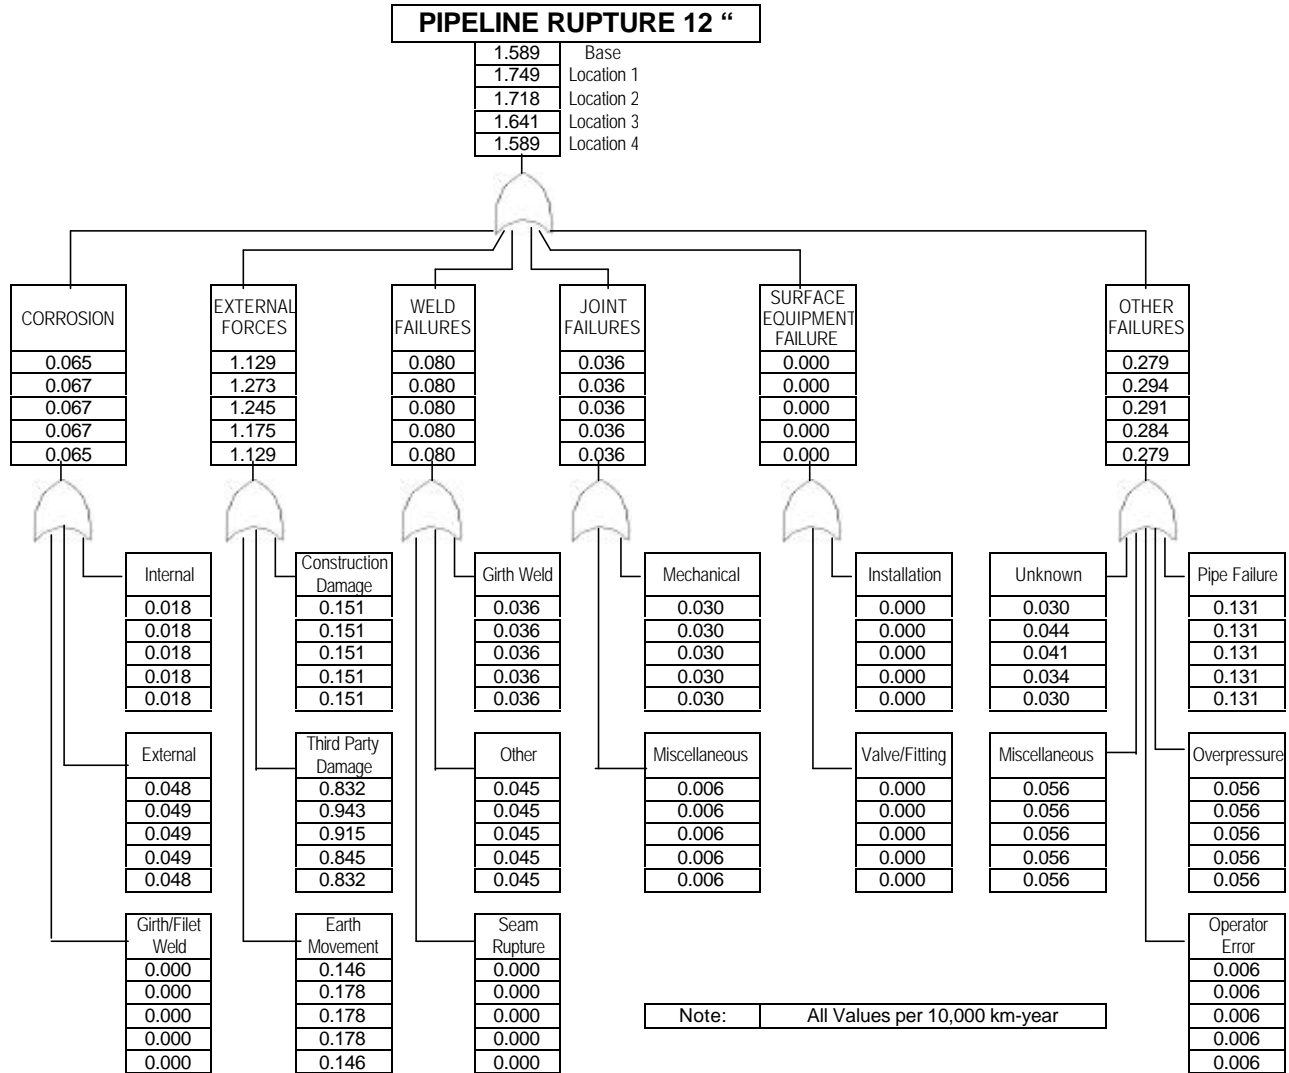 PIPELINE RUPTURE 12 “
1.589 Base
1.749 Location 1
1.718 Location 2
1.641 Location 3
1.589 Location 4
CORROSION
0.065
0.067
0.067
0.067
0.065
EXTERNAL
FORCES
1.129
1.273
1.245
1.175
1.129
WELD
FAILURES
0.080
0.080
0.080
0.080
0.080
JOINT
FAILURES
0.036
0.036
0.036
0.036
0.036
SURFACE
EQUIPMENT
FAILURE
0.000
0.000
0.000
0.000
0.000
OTHER
FAILURES
0.279
0.294
0.291
0.284
0.279
Internal
0.018
0.018
0.018
0.018
0.018
Construction
Damage
0.151
0.151
0.151
0.151
0.151
Girth Weld
0.036
0.036
0.036
0.036
0.036
Mechanical
0.030
0.030
0.030
0.030
0.030
Installation
0.000
0.000
0.000
0.000
0.000
Unknown
0.030
0.044
0.041
0.034
0.030
Pipe Failure
0.131
0.131
0.131
0.131
0.131
External
0.048
0.049
0.049
0.049
0.048
Third Party
Damage
0.832
0.943
0.915
0.845
0.832
Other
0.045
0.045
0.045
0.045
0.045
Miscellaneous
0.006
0.006
0.006
0.006
0.006
Valve/Fitting
0.000
0.000
0.000
0.000
0.000
Miscellaneous
0.056
0.056
0.056
0.056
0.056
Overpressure
0.056
0.056
0.056
0.056
0.056
Girth/Filet
Weld
0.000
0.000
0.000
0.000
0.000
Earth
Movement
0.146
0.178
0.178
0.178
0.146
Seam
Rupture
0.000
0.000
0.000
0.000
0.000
Note: All Values per 10,000 km-year
Operator
Error
0.006
0.006
0.006
0.006
0.006